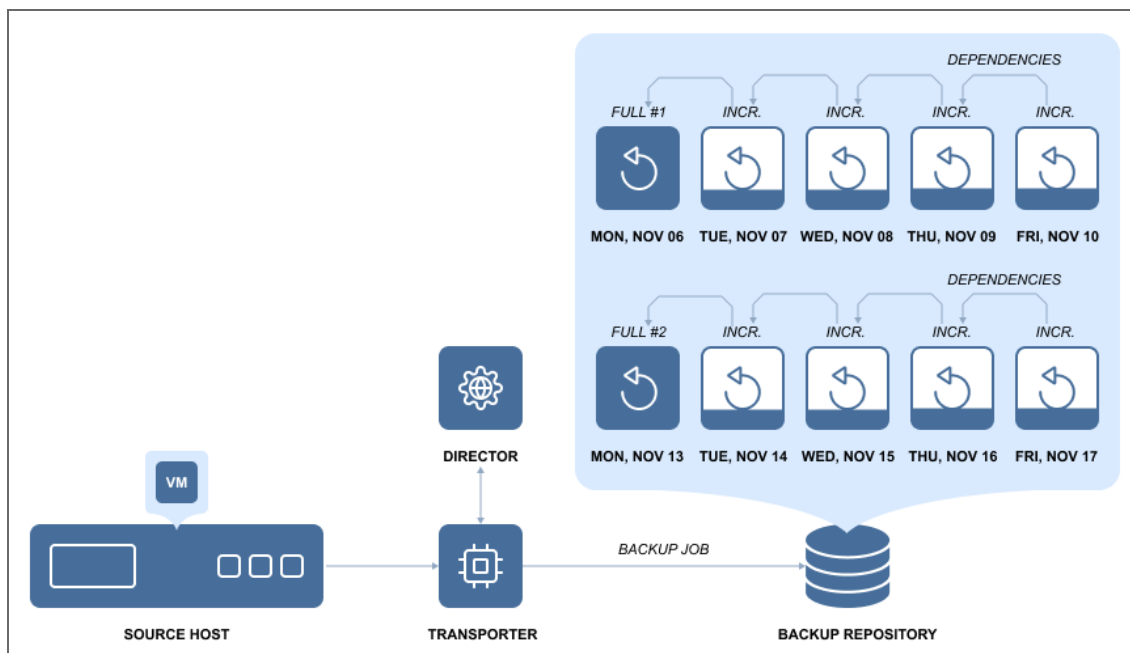 DEPENDENCIES
FULL #1 INCR. INCR. INCR. INCR.
MON, NOV 06 TUE, NOV 07 WED, NOV 08 THU, NOV 09 FRI, NOV 10
DEPENDENCIES
FULL #2 INCR. INCR. INCR. INCR.
MON, NOV 13 TUE, NOV 14 WED, NOV 15 THU, NOV 16 FRI, NOV 17
DIRECTOR
VM
BACKUP JOB
SOURCE HOST TRANSPORTER BACKUP REPOSITORY